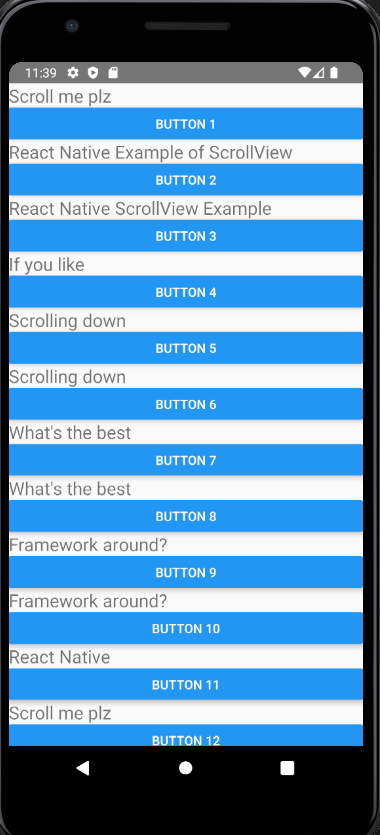 11:39
Scroll me plz
BUTTON 1
React Native Example of ScrollView
BUTTON 2
React Native ScrollView Example
BUTTON 3
If you like
BUTTON 4
Scrolling down
BUTTON 5
Scrolling down
BUTTON 6
What's the best
BUTTON 7
What's the best
BUTTON 8
Framework around?
BUTTON 9
Framework around?
BUTTON 10
React Native
BUTTON 11
Scroll me plz
BUTTON 12